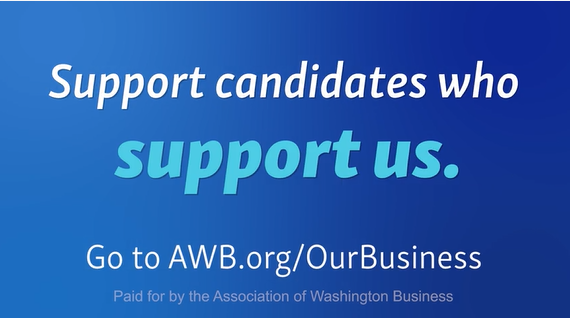 Support candidates who
support us.
Go to AWB.org/OurBusiness
Paid for by the Association of Washington Business